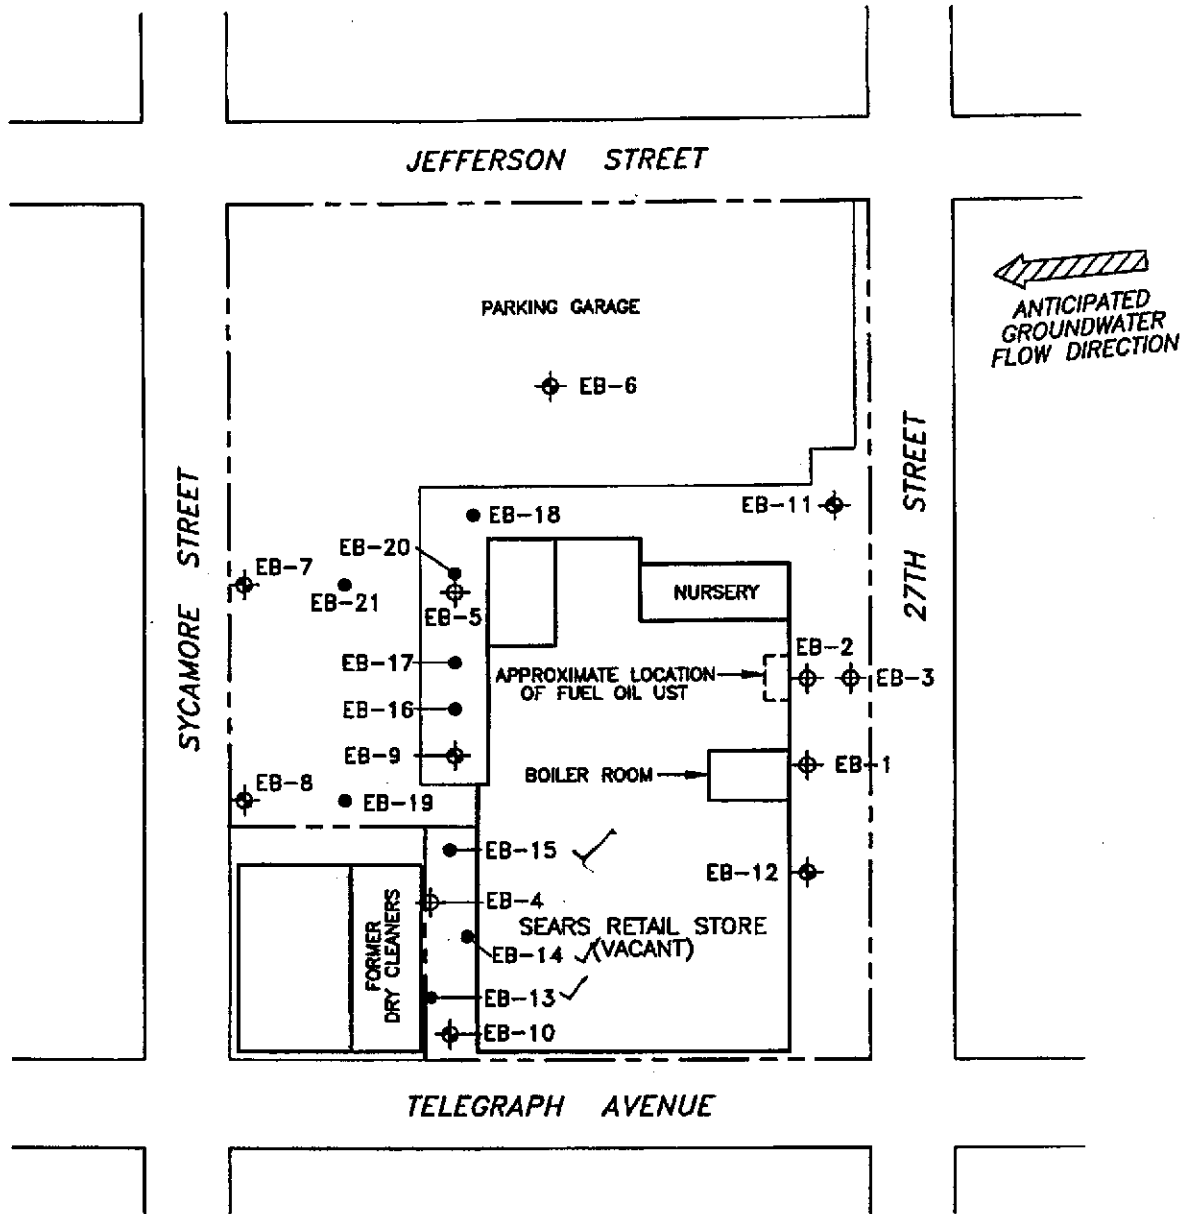 JEFFERSON STREET
ANTICIPATED
GROUNDWATER
FLOW DIRECTION
PARKING GARAGE
EB-6
27TH STREET
SYCAMORE STREET
EB-11
EB-18
EB-20
EB-7
EB-21
EB-5
NURSERY
EB-2
EB-17
APPROXIMATE LOCATION
OF FUEL OIL UST
EB-3
EB-16
EB-9
BOILER ROOM
EB-1
EB-8
EB-19
EB-15
EB-12
EB-4
FORMER
DRY CLEANERS
SEARS RETAIL STORE
(VACANT)
EB-14
EB-13
EB-10
TELEGRAPH AVENUE